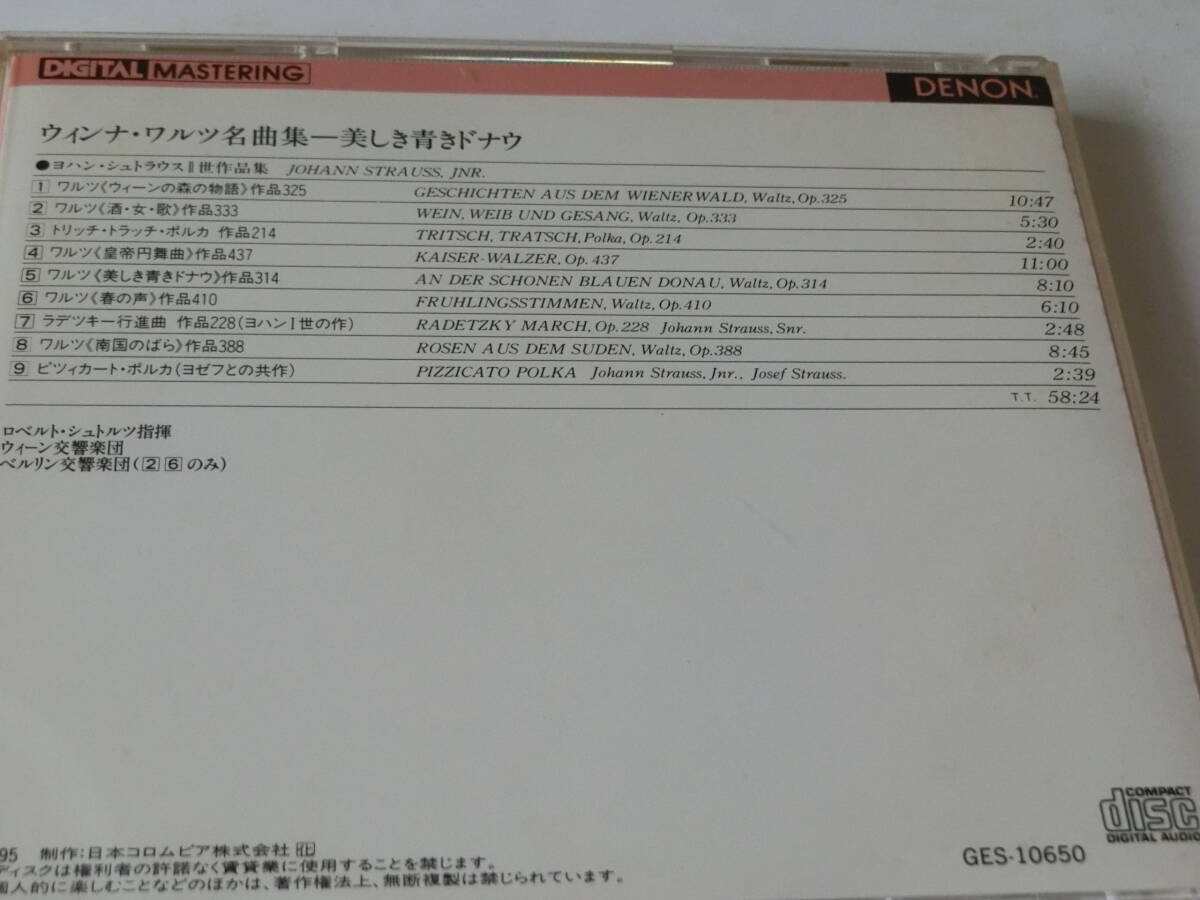 DIGITAL MASTERING
DENON
ウィンナ・ワルツ名曲集―美しき青きドナウ
●ヨハン・シュトラウスⅡ世作品集 JOHANN STRAUSS, JNR.
1 ワルツ《ウィーンの森の物語》作品325 GESCHICHTEN AUS DEM WIENERWALD, Waltz, Op.325 10:47
2 ワルツ《酒・女・歌》作品333 WEIN, WEIB UND GESANG, Waltz, Op.333 5:30
3 トリッチ・トラッチ・ポルカ 作品214 TRITSCH, TRATSCH, Polka, Op.214 2:40
4 ワルツ《皇帝円舞曲》作品437 KAISER-WALZER, Op.437 11:00
5 ワルツ《美しき青きドナウ》作品314 AN DER SCHONEN BLAUEN DONAU, Waltz, Op.314 8:10
6 ワルツ《春の声》作品410 FRUHLINGSSTIMMEN, Waltz, Op.410 6:10
7 ラデツキー行進曲 作品228(ヨハンⅠ世の作) RADETZKY MARCH, Op.228 Johann Strauss, Snr. 2:48
8 ワルツ《南国のばら》作品388 ROSEN AUS DEM SUDEN, Waltz, Op.388 8:45
9 ピツィカート・ポルカ(ヨゼフとの共作) PIZZICATO POLKA Johann Strauss, Jnr., Josef Strauss. 2:39
T.T. 58:24
ロベルト・シュトルツ指揮
ウィーン交響楽団
ベルリン交響楽団(2 6 のみ)
COMPACT
disc
DIGITAL AUDIO
95 制作:日本コロムビア株式会社
GES-10650
ディスクは権利者の許諾なく賃貸業に使用することを禁じます。
個人的に楽しむことなどのほかは、著作権法上、無断複製は禁じられています。